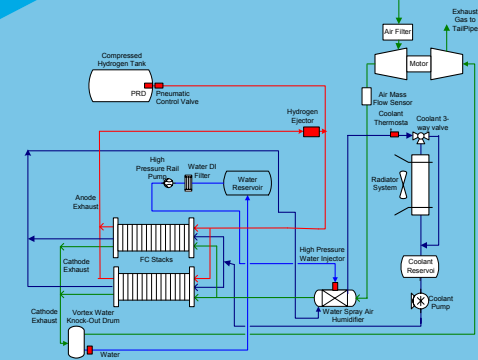 Exhaust
Gas to
TailPipe
Air Filter
Motor
Compressed
Hydrogen Tank
PRD
Pneumatic
Control Valve
Air Mass
Flow Sensor
Hydrogen
Ejector
Coolant
Thermosta
Coolant 3-
way valve
High
Pressure Rail
Pump
Water DI
Filter
Water
Reservoir
Radiator
System
Anode
Exhaust
FC Stacks
Cathode
Exhaust
High Pressure
Water Injector
Coolant
Reservoi
Coolant
Pump
Water Spray Air
Humidifier
Cathode
Exhaust
Vortex Water
Knock-Out Drum
Water